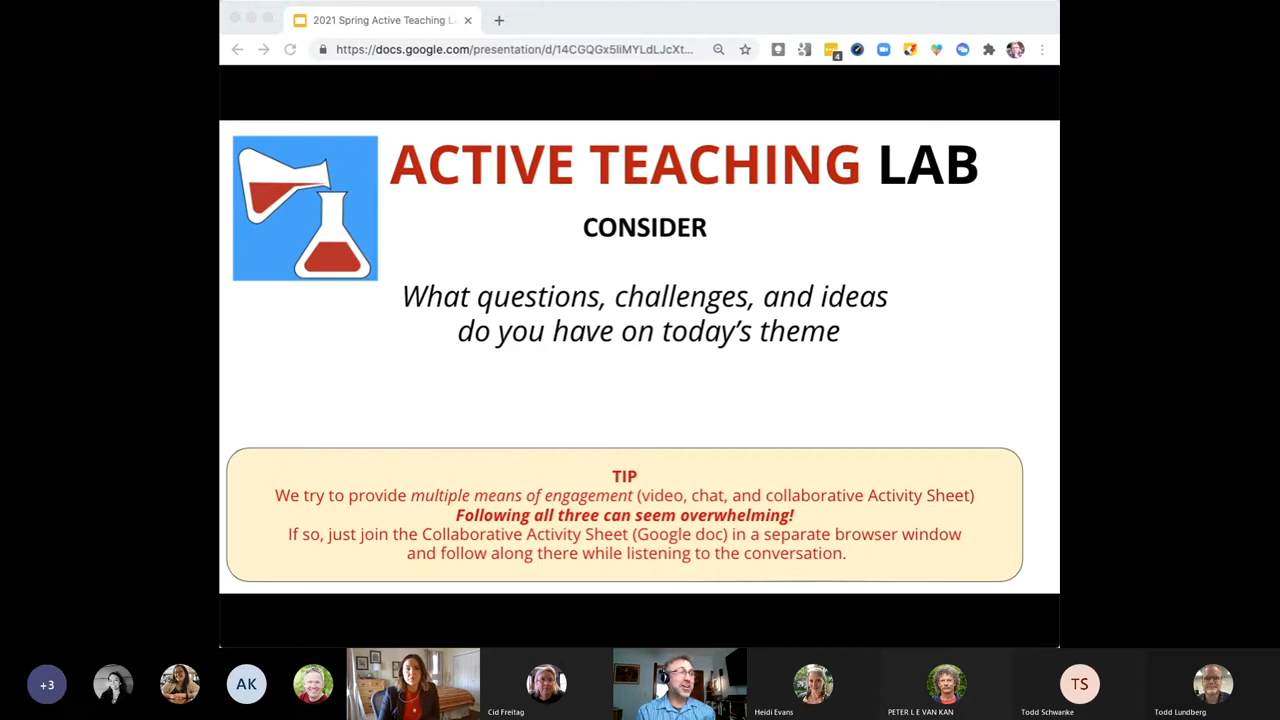 2021 Spring Active Teaching L
https://docs.google.com/presentation/d/14CGQGx5liMYLdLJcXt...
4
ACTIVE TEACHING LAB
CONSIDER
What questions, challenges, and ideas
do you have on today's theme
TIP
We try to provide multiple means of engagement (video, chat, and collaborative Activity Sheet)
Following all three can seem overwhelming!
If so, just join the Collaborative Activity Sheet (Google doc) in a separate browser window
and follow along there while listening to the conversation.
+3
AK
Cid Freitag
Heidi Evans
PETER L E VAN KAN
TS
Todd Schwanke
Todd Lundberg